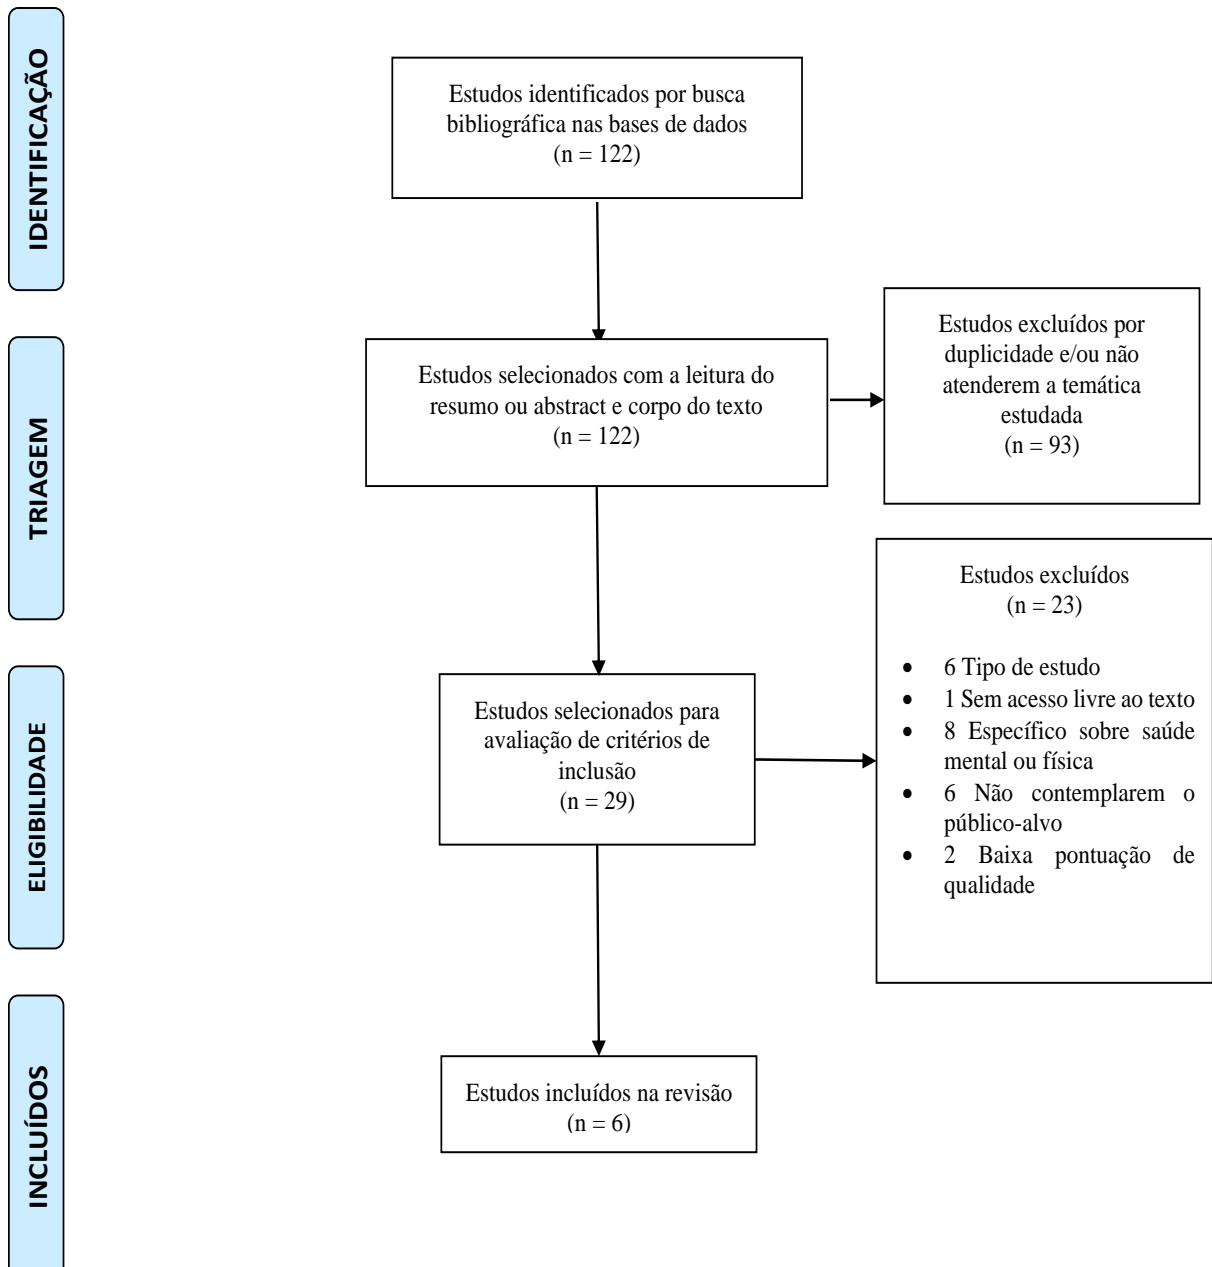 IDENTIFICAÇÃO
Estudos identificados por busca
bibliográfica nas bases de dados
(n = 122)
TRIAGEM
Estudos selecionados com a leitura do
resumo ou abstract e corpo do texto
(n = 122)
Estudos excluídos por
duplicidade e/ou não
atenderem a temática
estudada
(n = 93)
ELIGIBILIDADE
Estudos selecionados para
avaliação de critérios de
inclusão
(n = 29)
Estudos excluídos
(n = 23)
• 6 Tipo de estudo
• 1 Sem acesso livre ao texto
• 8 Específico sobre saúde
mental ou física
• 6 Não contemplarem o
público-alvo
• 2 Baixa pontuação de
qualidade
INCLUÍDOS
Estudos incluídos na revisão
(n = 6)